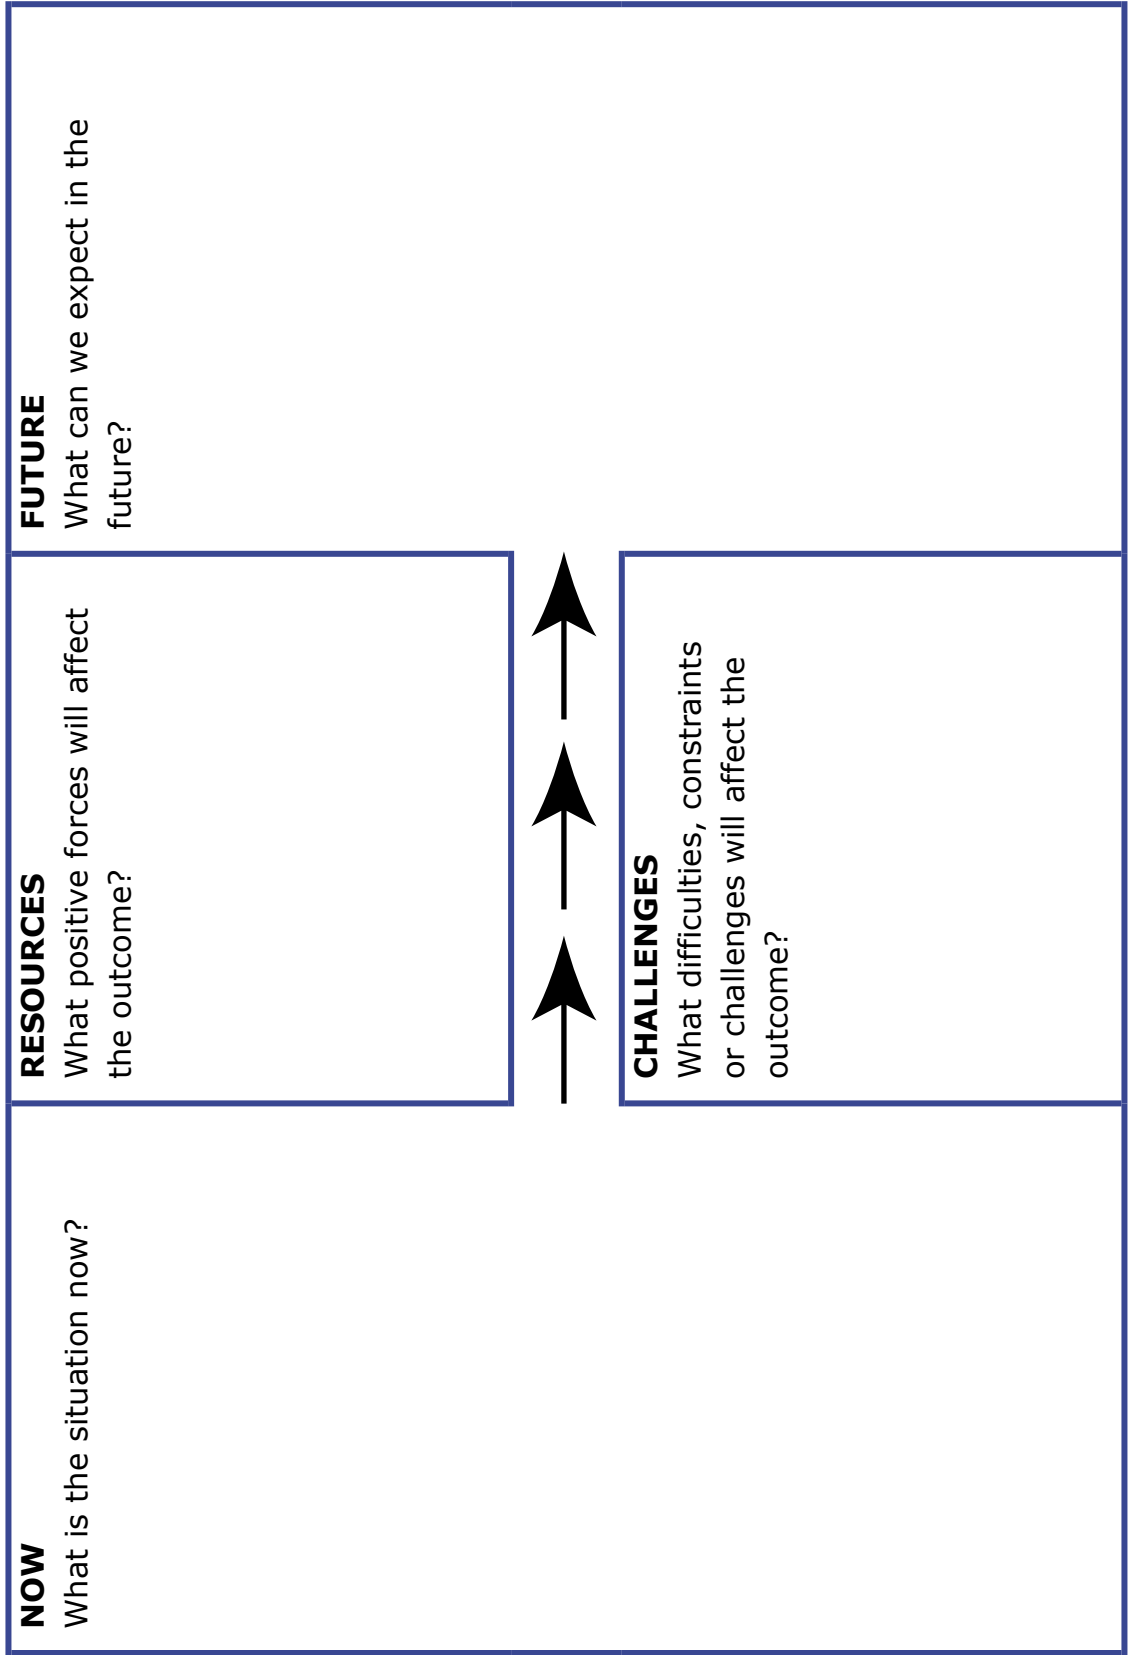 NOW
What is the situation now?
RESOURCES
What positive forces will affect
the outcome?
CHALLENGES
What difficulties, constraints
or challenges will affect the
outcome?
FUTURE
What can we expect in the
future?